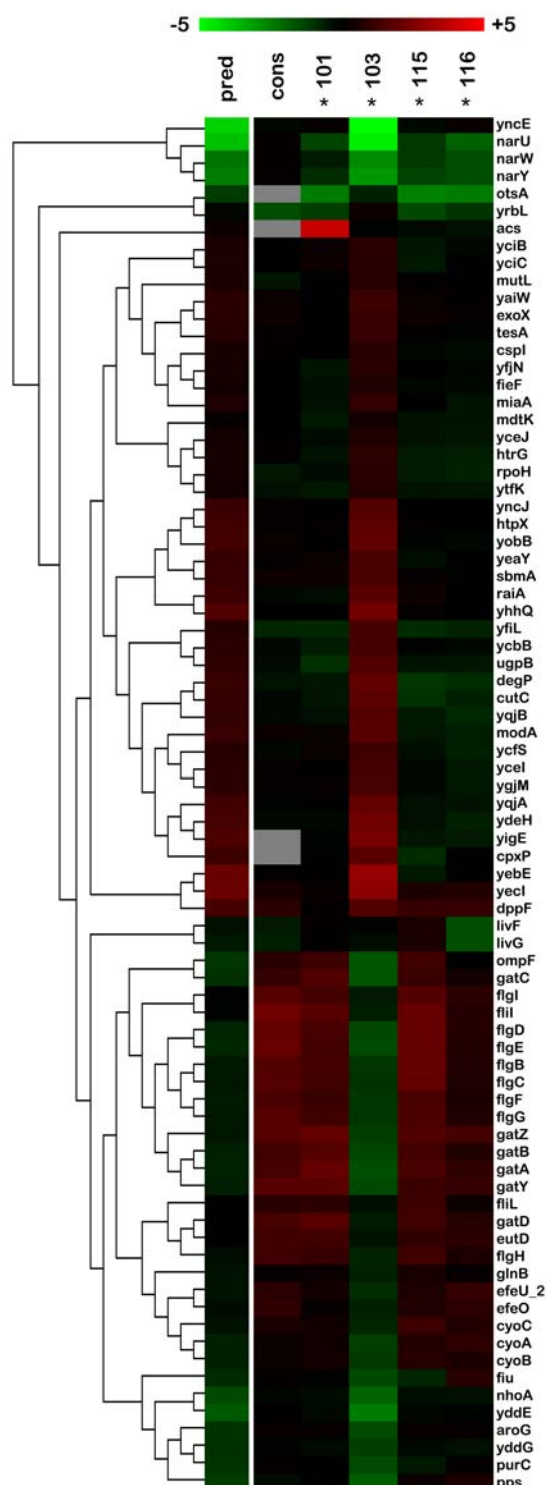 -5 +5
pred cons * 101 * 103 * 115 * 116
yncE
narU
narW
narY
otsA
yrbL
acs
yciB
yciC
mutL
yaiW
exoX
tesA
cspI
yfjN
fieF
miaA
mdtK
yceJ
htrG
rpoH
ytfK
yncJ
htpX
yobB
yeaY
sbmA
raiA
yhhQ
yfiL
ycbB
ugpB
degP
cutC
yqjB
modA
ycfS
yceI
ygjM
yqjA
ydeH
yigE
cpxP
yebE
yecI
dppF
livF
livG
ompF
gatC
flgI
fliI
flgD
flgE
flgB
flgC
flgF
flgG
gatZ
gatB
gatA
gatY
fliL
gatD
eutD
flgH
glnB
efeU_2
efeO
cyoC
cyoA
cyoB
fiu
nhoA
yddE
aroG
yddG
purC
pps